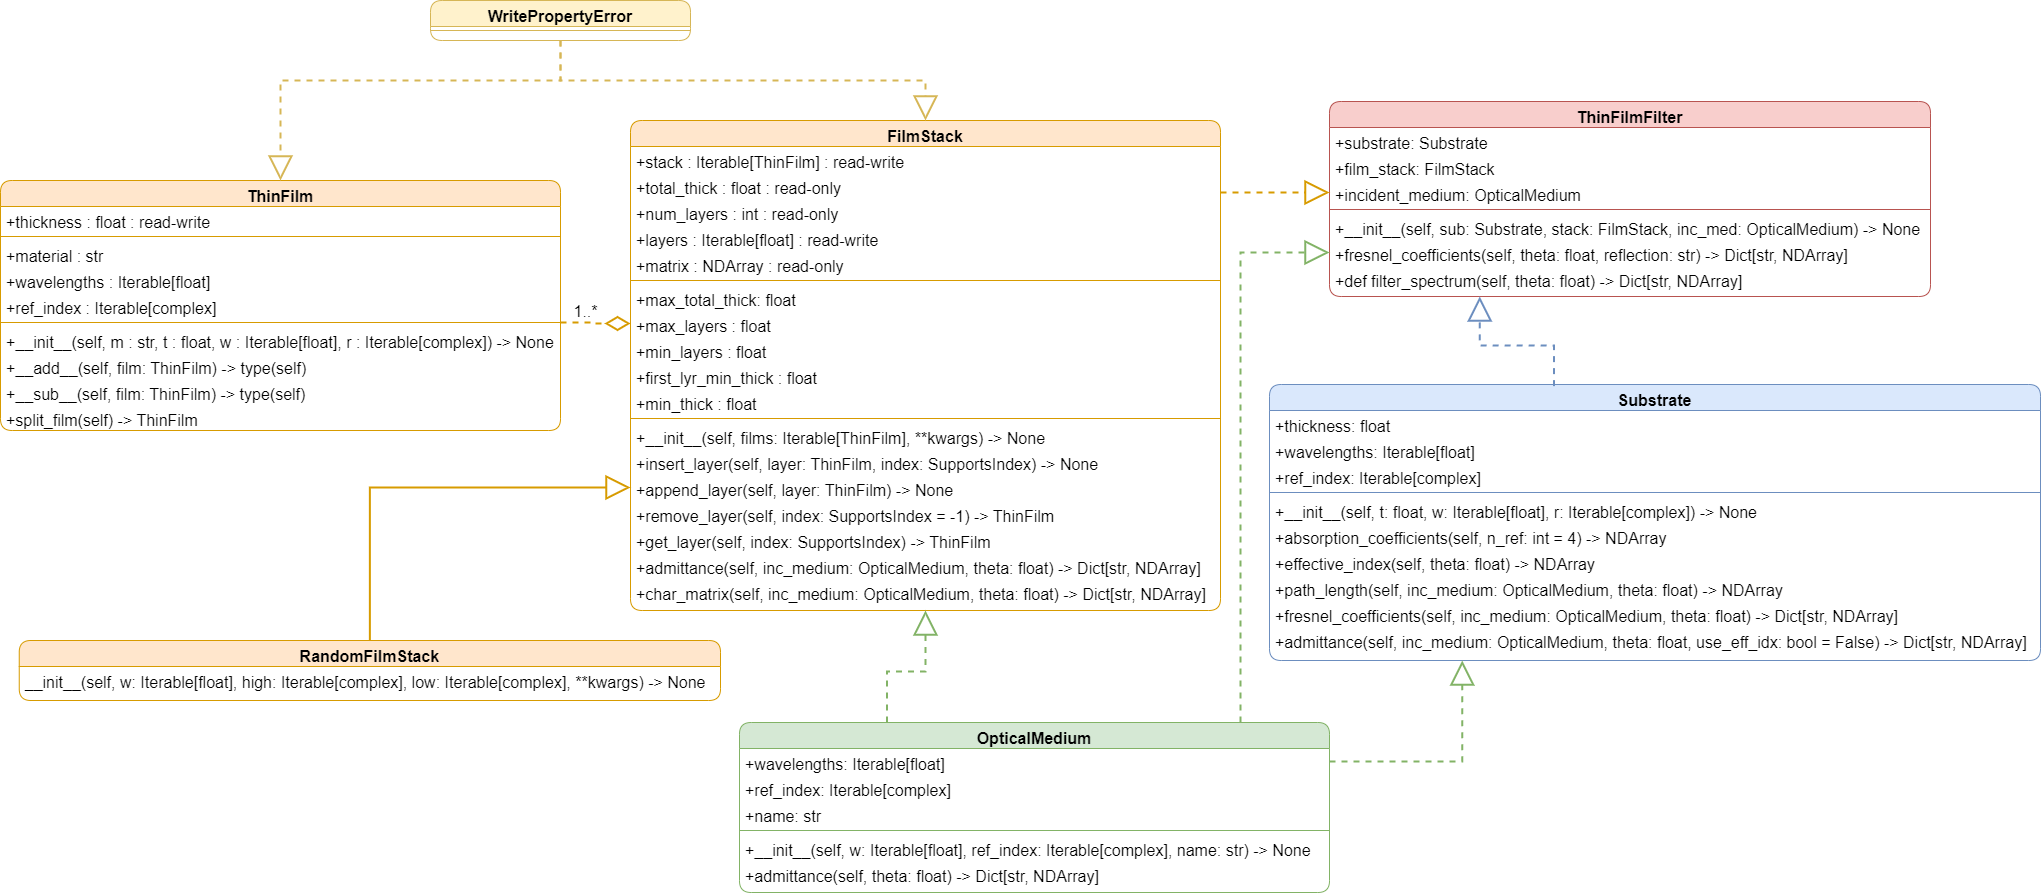 WritePropertyError
ThinFilm
+thickness : float : read-write
+material : str
+wavelengths : Iterable[float]
+ref_index : Iterable[complex]
+__init__(self, m : str, t : float, w : Iterable[float], r : Iterable[complex]) -> None
+__add__(self, film: ThinFilm) -> type(self)
+__sub__(self, film: ThinFilm) -> type(self)
+split_film(self) -> ThinFilm
1..*
FilmStack
+stack : Iterable[ThinFilm] : read-write
+total_thick : float : read-only
+num_layers : int : read-only
+layers : Iterable[float] : read-write
+matrix : NDArray : read-only
+max_total_thick: float
+max_layers : float
+min_layers : float
+first_lyr_min_thick : float
+min_thick : float
+__init__(self, films: Iterable[ThinFilm], **kwargs) -> None
+insert_layer(self, layer: ThinFilm, index: SupportsIndex) -> None
+append_layer(self, layer: ThinFilm) -> None
+remove_layer(self, index: SupportsIndex = -1) -> ThinFilm
+get_layer(self, index: SupportsIndex) -> ThinFilm
+admittance(self, inc_medium: OpticalMedium, theta: float) -> Dict[str, NDArray]
+char_matrix(self, inc_medium: OpticalMedium, theta: float) -> Dict[str, NDArray]
ThinFilmFilter
+substrate: Substrate
+film_stack: FilmStack
+incident_medium: OpticalMedium
+__init__(self, sub: Substrate, stack: FilmStack, inc_med: OpticalMedium) -> None
+fresnel_coefficients(self, theta: float, reflection: str) -> Dict[str, NDArray]
+def filter_spectrum(self, theta: float) -> Dict[str, NDArray]
Substrate
+thickness: float
+wavelengths: Iterable[float]
+ref_index: Iterable[complex]
+__init__(self, t: float, w: Iterable[float], r: Iterable[complex]) -> None
+absorption_coefficients(self, n_ref: int = 4) -> NDArray
+effective_index(self, theta: float) -> NDArray
+path_length(self, inc_medium: OpticalMedium, theta: float) -> NDArray
+fresnel_coefficients(self, inc_medium: OpticalMedium, theta: float) -> Dict[str, NDArray]
+admittance(self, inc_medium: OpticalMedium, theta: float, use_eff_idx: bool = False) -> Dict[str, NDArray]
RandomFilmStack
__init__(self, w: Iterable[float], high: Iterable[complex], low: Iterable[complex], **kwargs) -> None
OpticalMedium
+wavelengths: Iterable[float]
+ref_index: Iterable[complex]
+name: str
+__init__(self, w: Iterable[float], ref_index: Iterable[complex], name: str) -> None
+admittance(self, theta: float) -> Dict[str, NDArray]